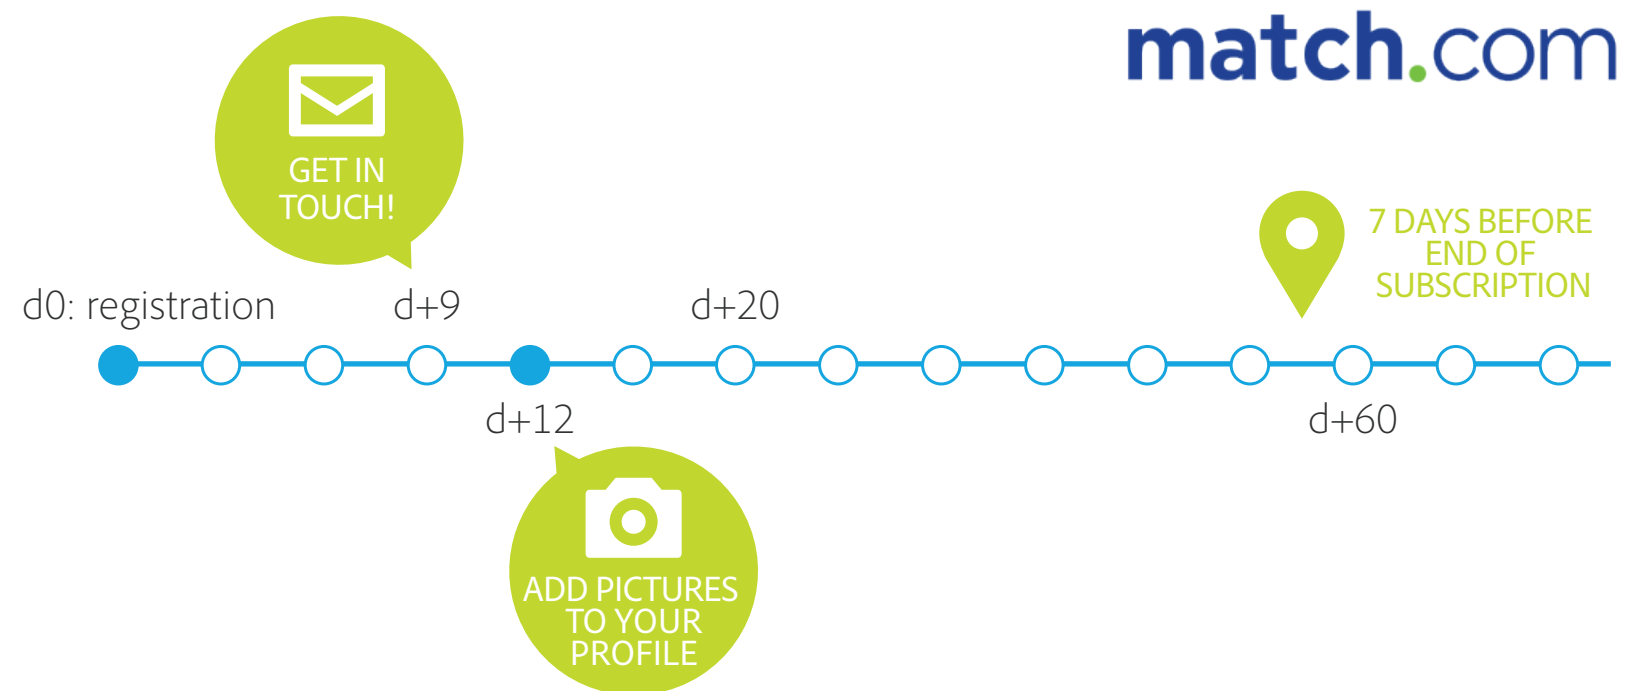 match.com
GET IN
TOUCH!
7 DAYS BEFORE
END OF
SUBSCRIPTION
d0: registration
d+9
d+20
d+12
d+60
ADD PICTURES
TO YOUR
PROFILE